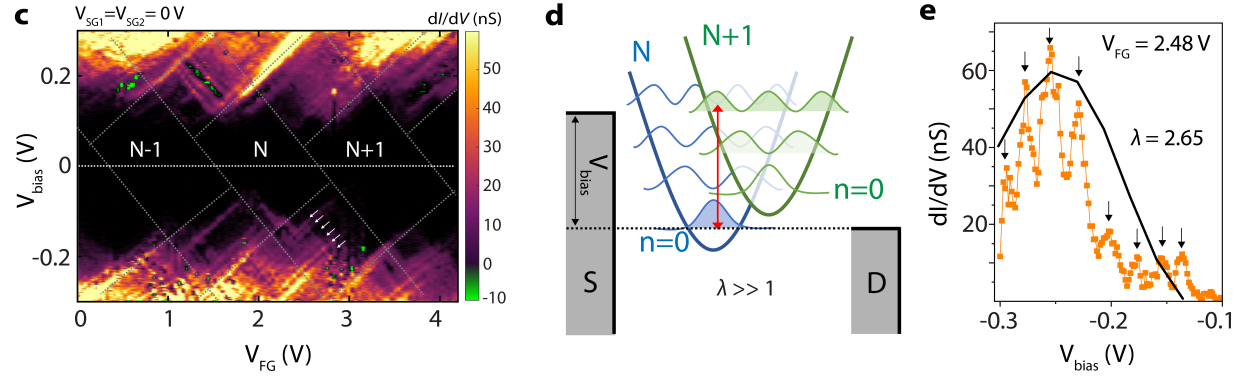 c
V_SG1=V_SG2= 0 V
dI/dV (nS)
V_bias (V)
0.2
0
-0.2
N-1
N
N+1
0
1
2
3
4
V_FG (V)
60
50
40
30
20
10
0
-10
d
N
N+1
V_bias
n=0
n=0
S
λ >> 1
D
e
V_FG = 2.48 V
λ = 2.65
dI/dV (nS)
60
40
20
0
-0.3
-0.2
-0.1
V_bias (V)